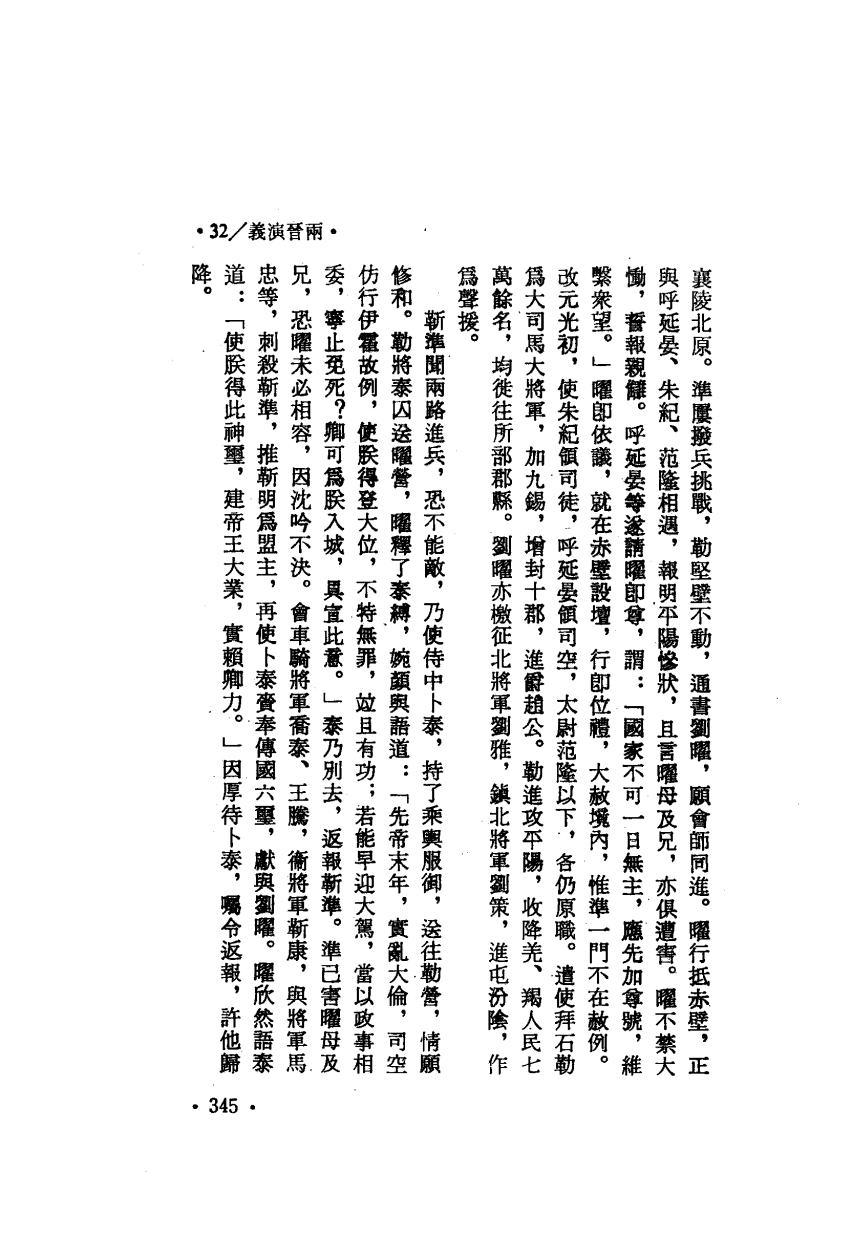 •32/義演晉兩•
襄陵北原。準屢撥兵挑戰，勒堅壁不動，通書劉曜，願會師同進。曜行抵赤壁，正
與呼延晏、朱紀、范隆相遇，報明平陽慘狀，且言曜母及兄，亦俱遭害。曜不禁大
慟，誓報親讎。呼延晏等遂請曜卽尊，謂：「國家不可一日無主，應先加尊號，維
繫衆望。」曜卽依議，就在赤壁設壇，行卽位禮，大赦境內，惟準一門不在赦例。
改元光初，使朱紀領司徒，呼延晏領司空，太尉范隆以下，各仍原職。遣使拜石勒
爲大司馬大將軍，加九錫，增封十郡，進爵趙公。勒進攻平陽，收降羌、羯人民七
萬餘名，均徙往所部郡縣。劉曜亦檄征北將軍劉雅，鎮北將軍劉策，進屯汾陰，作
爲聲援。
靳準聞兩路進兵，恐不能敵，乃使侍中卜泰，持了乘輿服御，送往勒營，情願
修和。勒將泰囚送曜營，曜釋了泰縛，婉顏與語道：「先帝末年，實亂大倫，司空
仿行伊霍故例，使朕得登大位，不特無罪，並且有功；若能早迎大駕，當以政事相
委，寧止免死？卿可爲朕入城，具宣此意。」泰乃別去，返報靳準。準已害曜母及
兄，恐曜未必相容，因沈吟不決。會車騎將軍喬泰、王騰，衞將軍靳康，與將軍馬
忠等，刺殺靳準，推靳明爲盟主，再使卜泰賫奉傳國六璽，獻與劉曜。曜欣然語泰
道：「使朕得此神璽，建帝王大業，實賴卿力。」因厚待卜泰，囑令返報，許他歸
降。
•345•